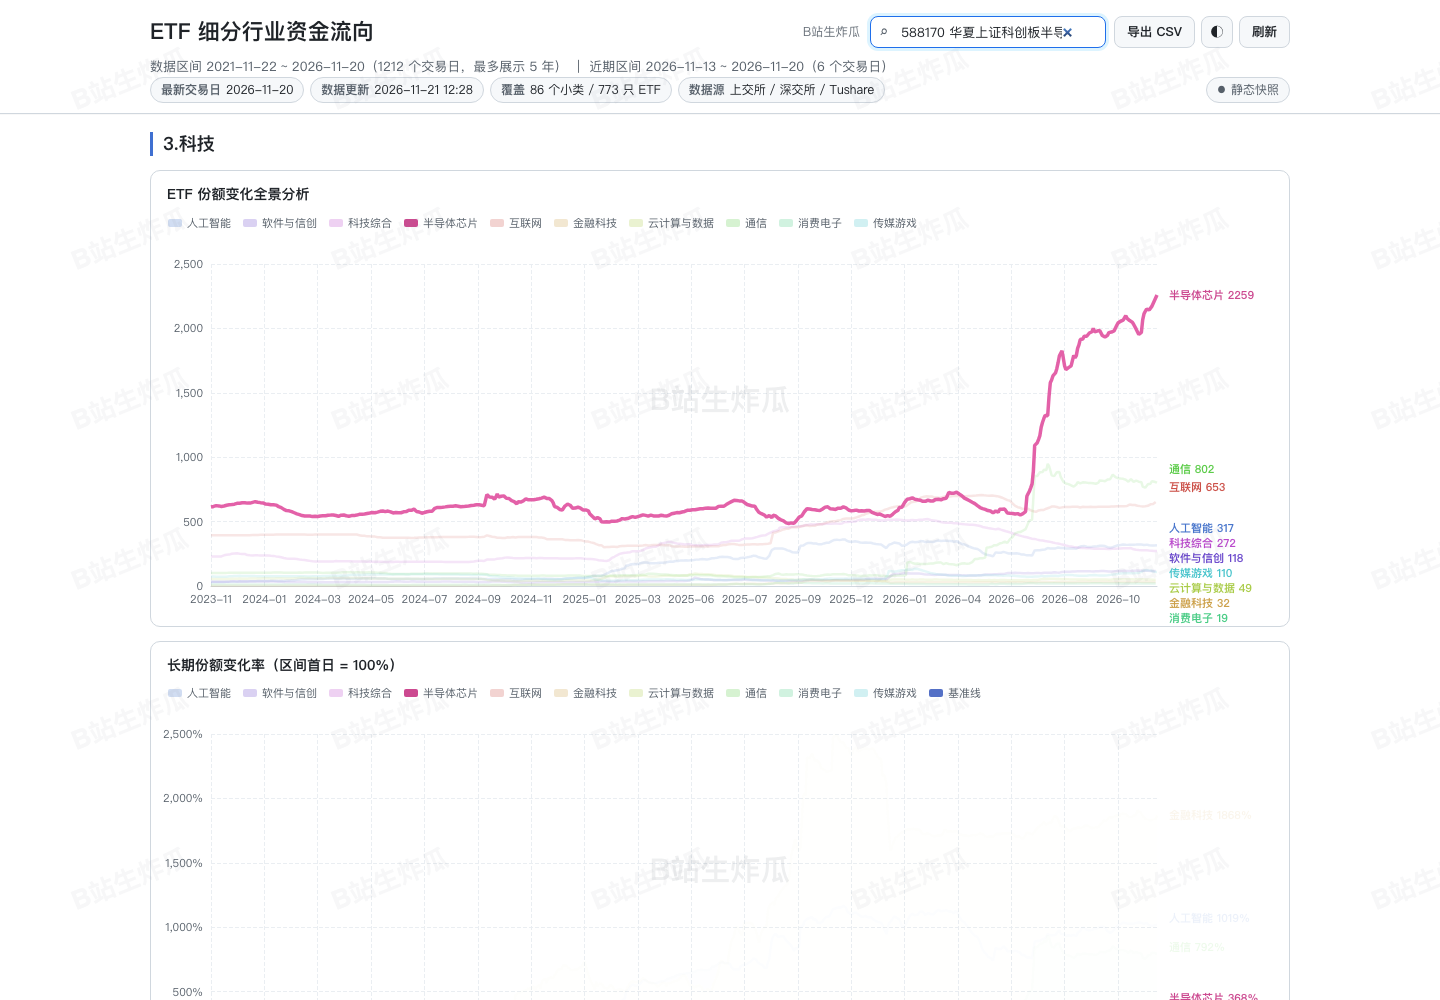 ETF 细分行业资金流向
B站生炸瓜
588170 华夏上证科创板半导
导出 CSV
刷新
数据区间 2021-11-22 ~ 2026-11-20（1212 个交易日，最多展示 5 年） | 近期区间 2026-11-13 ~ 2026-11-20（6 个交易日）
最新交易日 2026-11-20
数据更新 2026-11-21 12:28
覆盖 86 个小类 / 773 只 ETF
数据源 上交所 / 深交所 / Tushare
静态快照
3.科技
ETF 份额变化全景分析
人工智能 软件与信创 科技综合 半导体芯片 互联网 金融科技 云计算与数据 通信 消费电子 传媒游戏
2,500
2,000
1,500
1,000
500
0
2023-11 2024-01 2024-03 2024-05 2024-07 2024-09 2024-11 2025-01 2025-03 2025-06 2025-07 2025-09 2025-12 2026-01 2026-04 2026-06 2026-08 2026-10
半导体芯片 2259
通信 802
互联网 653
人工智能 317
科技综合 272
软件与信创 118
传媒游戏 110
云计算与数据 49
金融科技 32
消费电子 19
B站生炸瓜
长期份额变化率（区间首日 = 100%）
人工智能 软件与信创 科技综合 半导体芯片 互联网 金融科技 云计算与数据 通信 消费电子 传媒游戏 基准线
2,500%
2,000%
1,500%
1,000%
500%
人工智能 1019%
通信 792%
半导体芯片 368%
B站生炸瓜